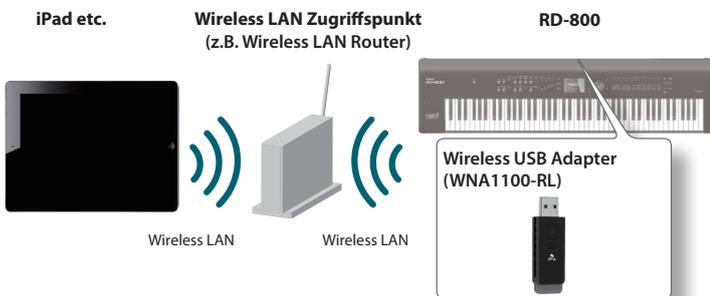 iPad etc.
Wireless LAN Zugriffspunkt
(z.B. Wireless LAN Router)
RD-800
Wireless USB Adapter
(WNA1100-RL)
Wireless LAN
Wireless LAN